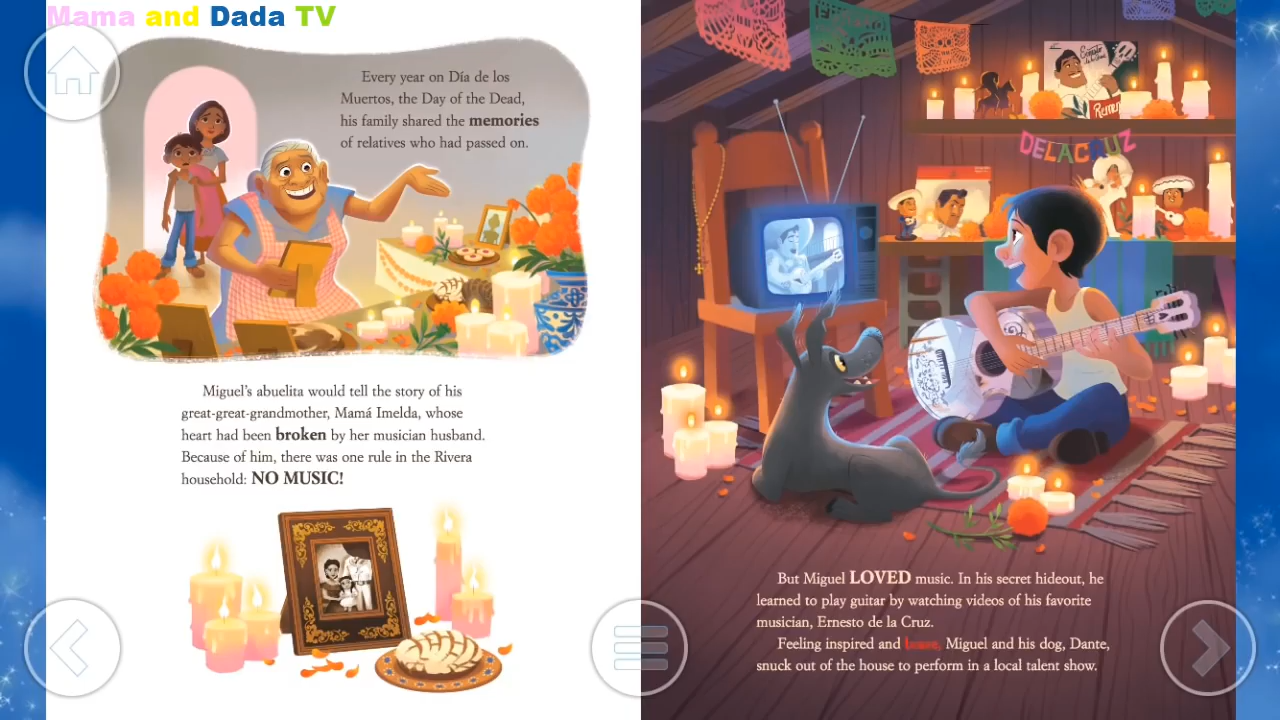 Mama and Dada TV
Every year on Día de los
Muertos, the Day of the Dead,
his family shared the memories
of relatives who had passed on.
Miguel's abuelita would tell the story of his
great-great-grandmother, Mamá Imelda, whose
heart had been broken by her musician husband.
Because of him, there was one rule in the Rivera
household: NO MUSIC!
Ernesto
DELACRUZ
But Miguel LOVED music. In his secret hideout, he
learned to play guitar by watching videos of his favorite
musician, Ernesto de la Cruz.
Feeling inspired and brave, Miguel and his dog, Dante,
snuck out of the house to perform in a local talent show.